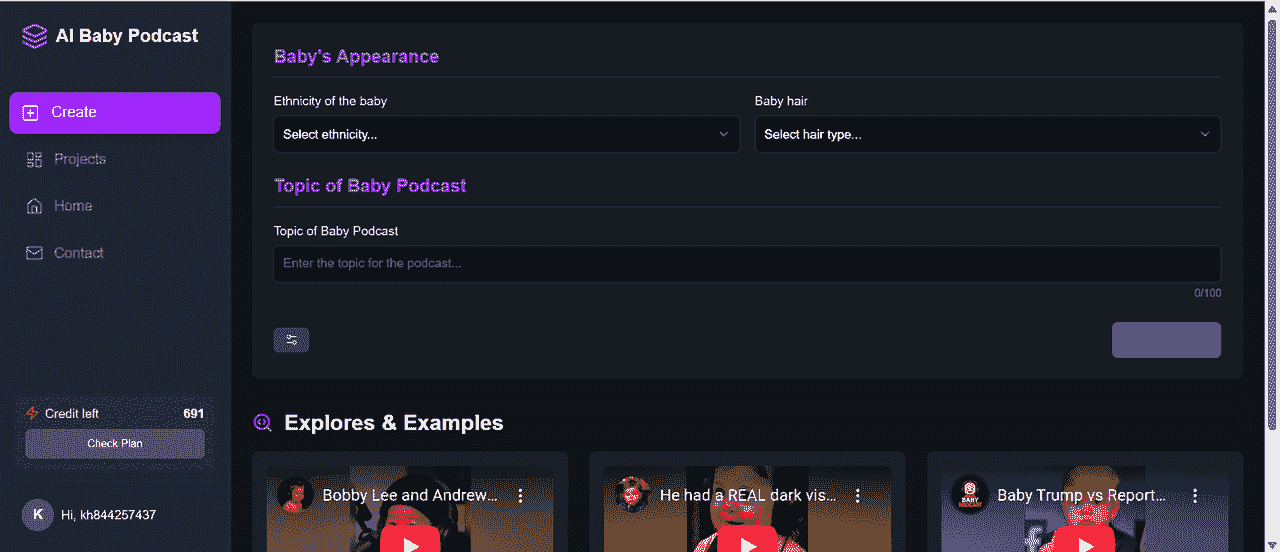 AI Baby Podcast
Create
Projects
Home
Contact
Credit left 691
Check Plan
K Hi, kh844257437
Baby's Appearance
Ethnicity of the baby
Select ethnicity...
Baby hair
Select hair type...
Topic of Baby Podcast
Topic of Baby Podcast
Enter the topic for the podcast...
0/100
Explores & Examples
Bobby Lee and Andrew...
He had a REAL dark vis...
BABY
PODCAST
Baby Trump vs Report...